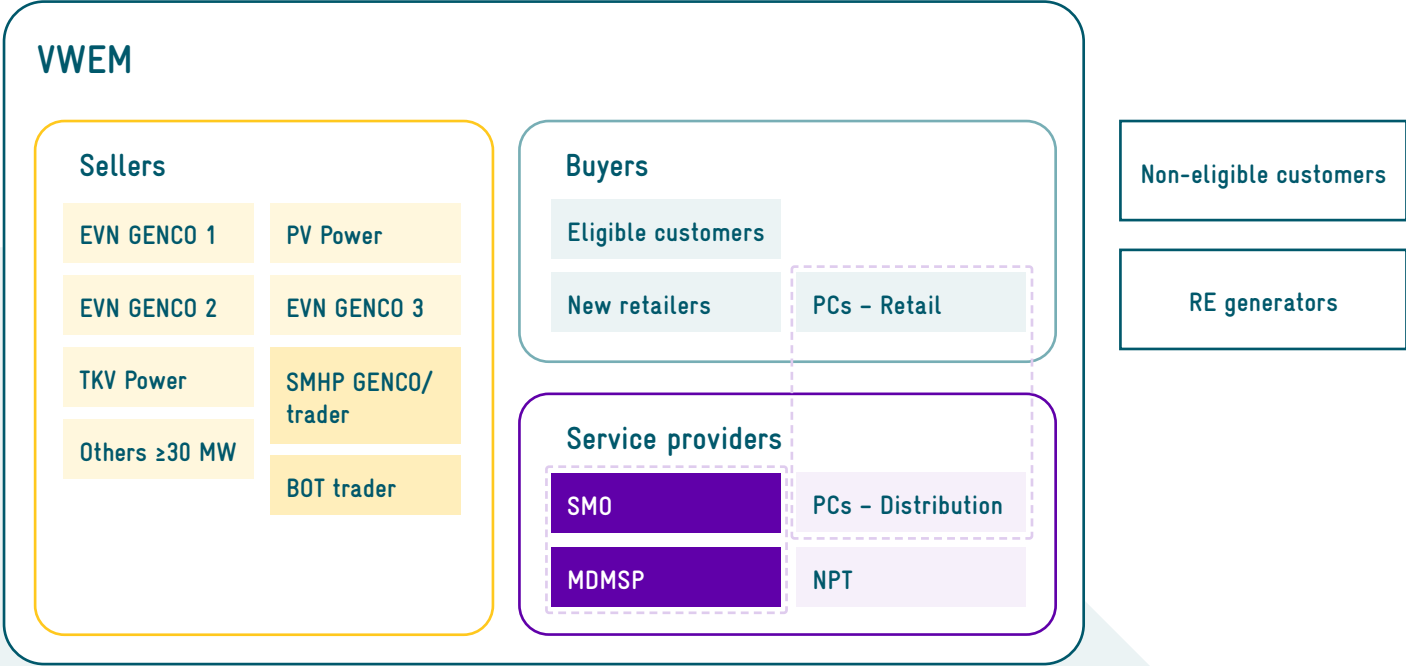 VWEM
Sellers
EVN GENCO 1
PV Power
EVN GENCO 2
EVN GENCO 3
TKV Power
SMHP GENCO/
trader
Others ≥30 MW
BOT trader
Buyers
Eligible customers
New retailers
PCs – Retail
Service providers
SMO
PCs – Distribution
MDMSP
NPT
Non-eligible customers
RE generators